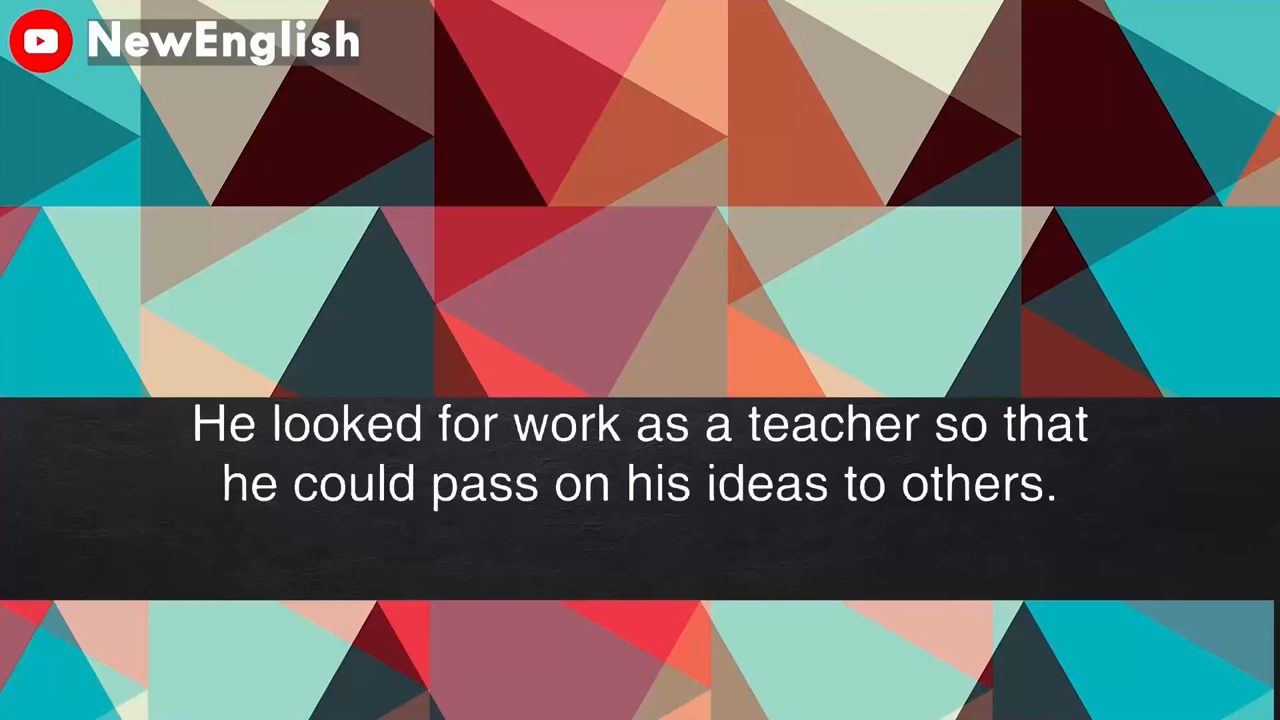 NewEnglish
He looked for work as a teacher so that
he could pass on his ideas to others.